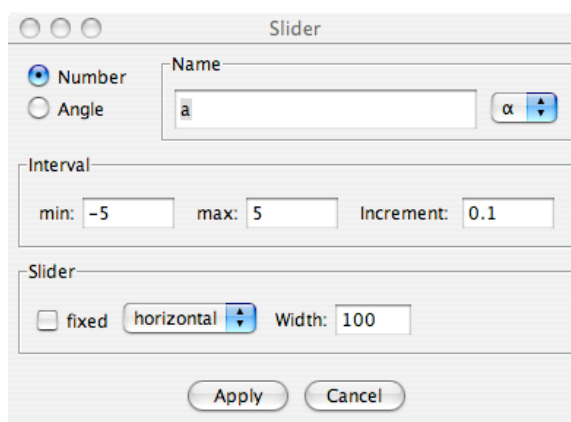 Slider
Number
Name
Angle
a
α
Interval
min: -5 max: 5 Increment: 0.1
Slider
fixed horizontal Width: 100
Apply Cancel